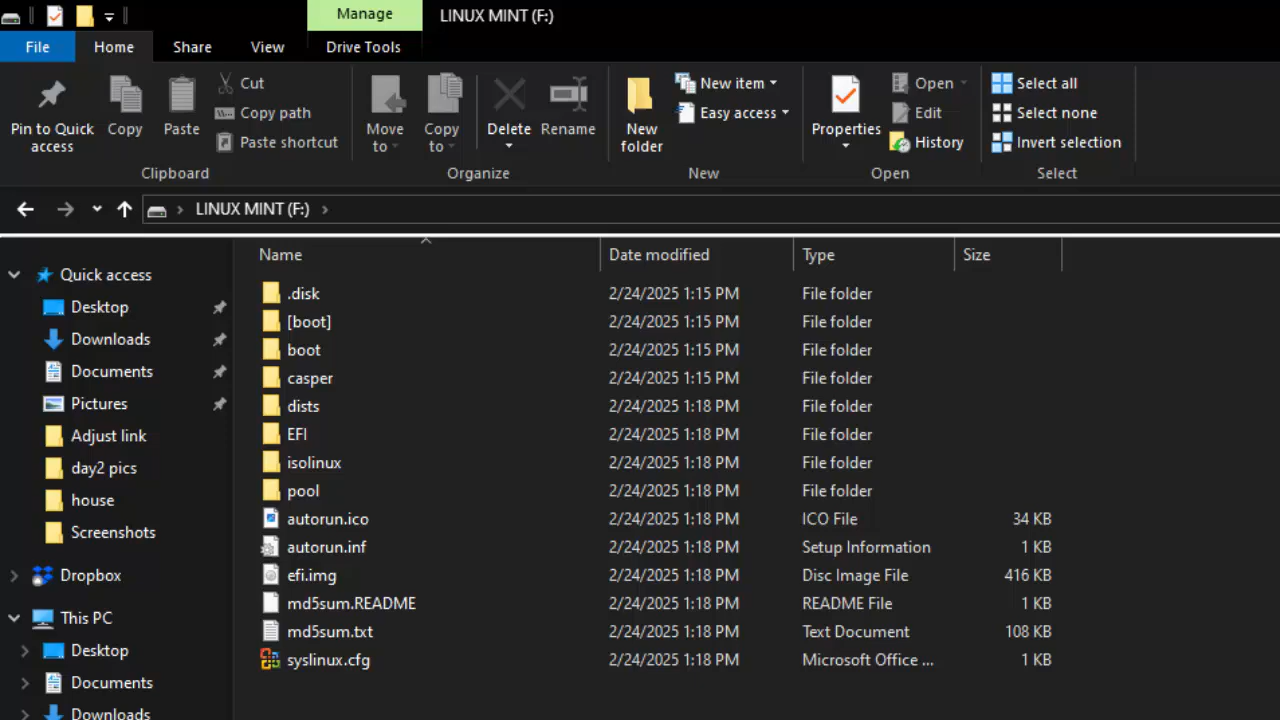 Manage LINUX MINT (F:)
File Home Share View Drive Tools
Pin to Quick access
Copy
Paste
Cut
Copy path
Paste shortcut
Clipboard
Move to
Copy to
Delete
Rename
Organize
New folder
New item
Easy access
New
Properties
Open
Edit
History
Open
Select all
Select none
Invert selection
Select
LINUX MINT (F:)
Quick access
Desktop
Downloads
Documents
Pictures
Adjust link
day2 pics
house
Screenshots
Dropbox
This PC
Desktop
Documents
Downloads
Name Date modified Type Size
.disk 2/24/2025 1:15 PM File folder
[boot] 2/24/2025 1:15 PM File folder
boot 2/24/2025 1:15 PM File folder
casper 2/24/2025 1:15 PM File folder
dists 2/24/2025 1:18 PM File folder
EFI 2/24/2025 1:18 PM File folder
isolinux 2/24/2025 1:18 PM File folder
pool 2/24/2025 1:18 PM File folder
autorun.ico 2/24/2025 1:18 PM ICO File 34 KB
autorun.inf 2/24/2025 1:18 PM Setup Information 1 KB
efi.img 2/24/2025 1:18 PM Disc Image File 416 KB
md5sum.README 2/24/2025 1:18 PM README File 1 KB
md5sum.txt 2/24/2025 1:18 PM Text Document 108 KB
syslinux.cfg 2/24/2025 1:18 PM Microsoft Office ... 1 KB